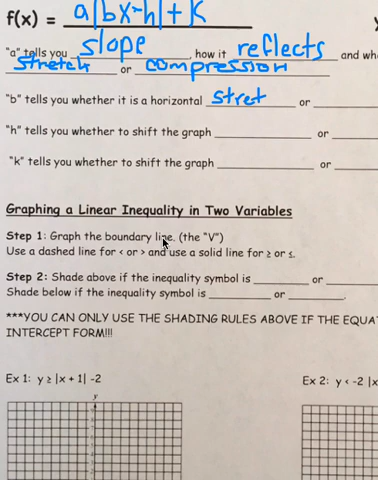 f(x) = a|bx-h|+k
"a" tells you slope, how it reflects and wh
stretch or compression
"b" tells you whether it is a horizontal stret or
"h" tells you whether to shift the graph or
"k" tells you whether to shift the graph or
Graphing a Linear Inequality in Two Variables
Step 1: Graph the boundary line. (the "V")
Use a dashed line for < or > and use a solid line for ≥ or ≤.
Step 2: Shade above if the inequality symbol is or
Shade below if the inequality symbol is or .
***YOU CAN ONLY USE THE SHADING RULES ABOVE IF THE EQUA
INTERCEPT FORM!!!
Ex 1: y ≥ |x + 1| -2 Ex 2: y < -2 |x
y